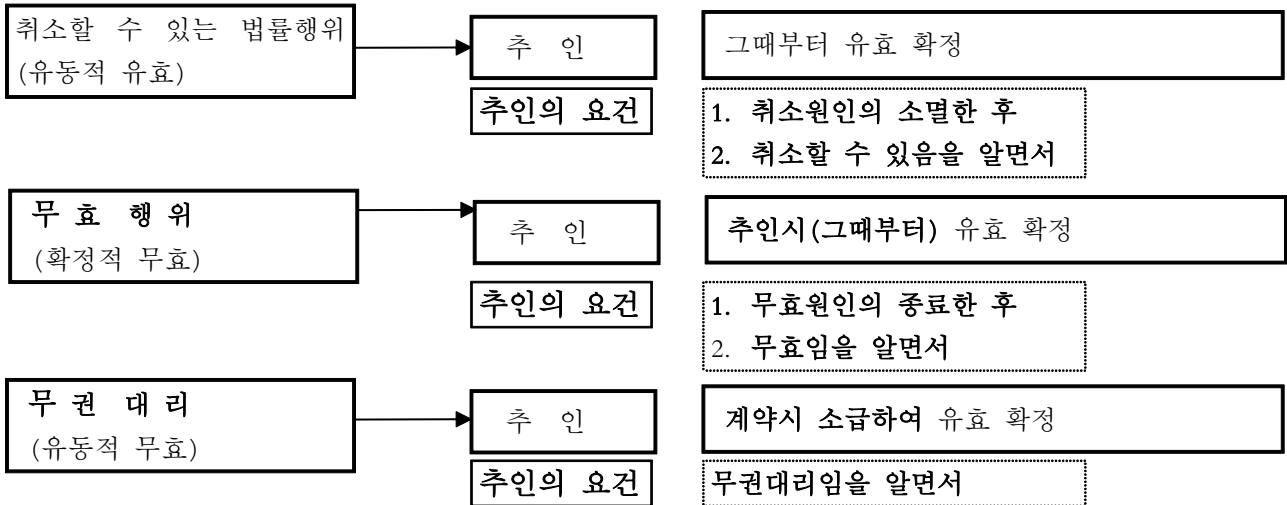 취소할 수 있는 법률행위
(유동적 유효)
추 인
그때부터 유효 확정
추인의 요건
1. 취소원인의 소멸한 후
2. 취소할 수 있음을 알면서
무 효 행 위
(확정적 무효)
추 인
추인시(그때부터) 유효 확정
추인의 요건
1. 무효원인의 종료한 후
2. 무효임을 알면서
무 권 대 리
(유동적 무효)
추 인
계약시 소급하여 유효 확정
추인의 요건
무권대리임을 알면서